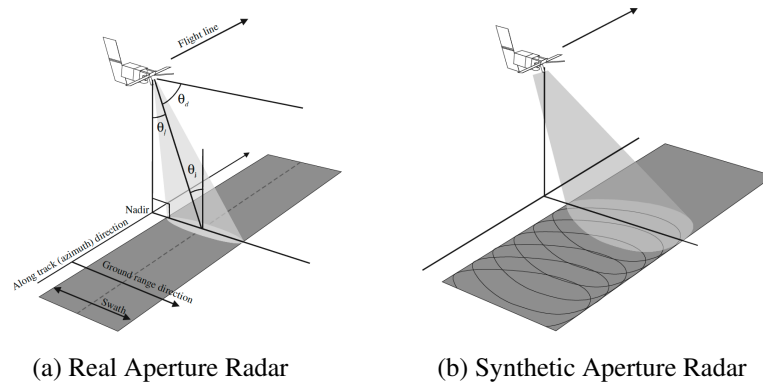 Flight line
θd
θl
θi
Nadir
Along track (azimuth) direction
Ground range direction
Swath
(a) Real Aperture Radar
(b) Synthetic Aperture Radar